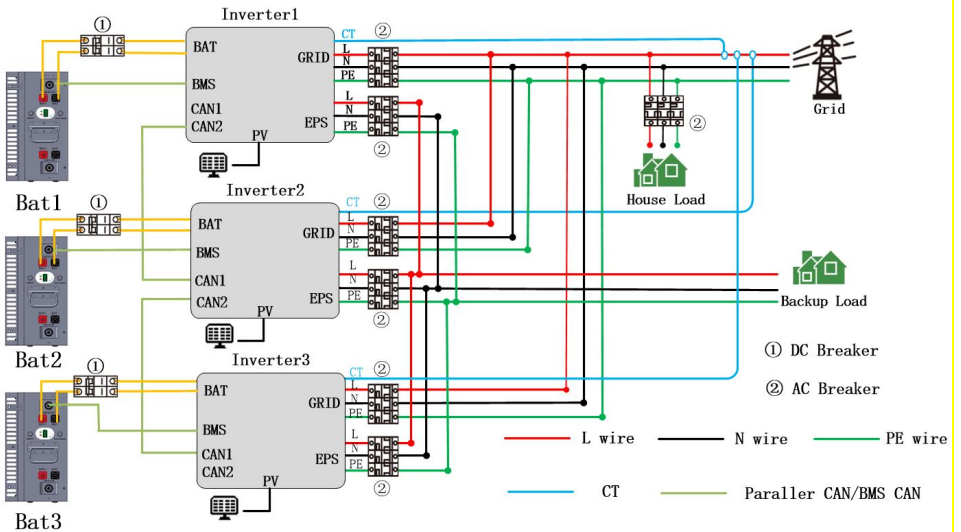 Inverter1
①
BAT
BMS
CAN1
CAN2
PV
GRID
EPS
CT
L
N
PE
②
L
N
PE
②
Bat1
Grid
②
House Load
Inverter2
①
BAT
BMS
CAN1
CAN2
PV
GRID
EPS
CT
②
L
N
PE
L
N
PE
②
Bat2
Backup Load
Inverter3
①
BAT
BMS
CAN1
CAN2
PV
GRID
EPS
CT
②
L
N
PE
L
N
PE
②
Bat3
① DC Breaker
② AC Breaker
L wire
N wire
PE wire
CT
Paraller CAN/BMS CAN